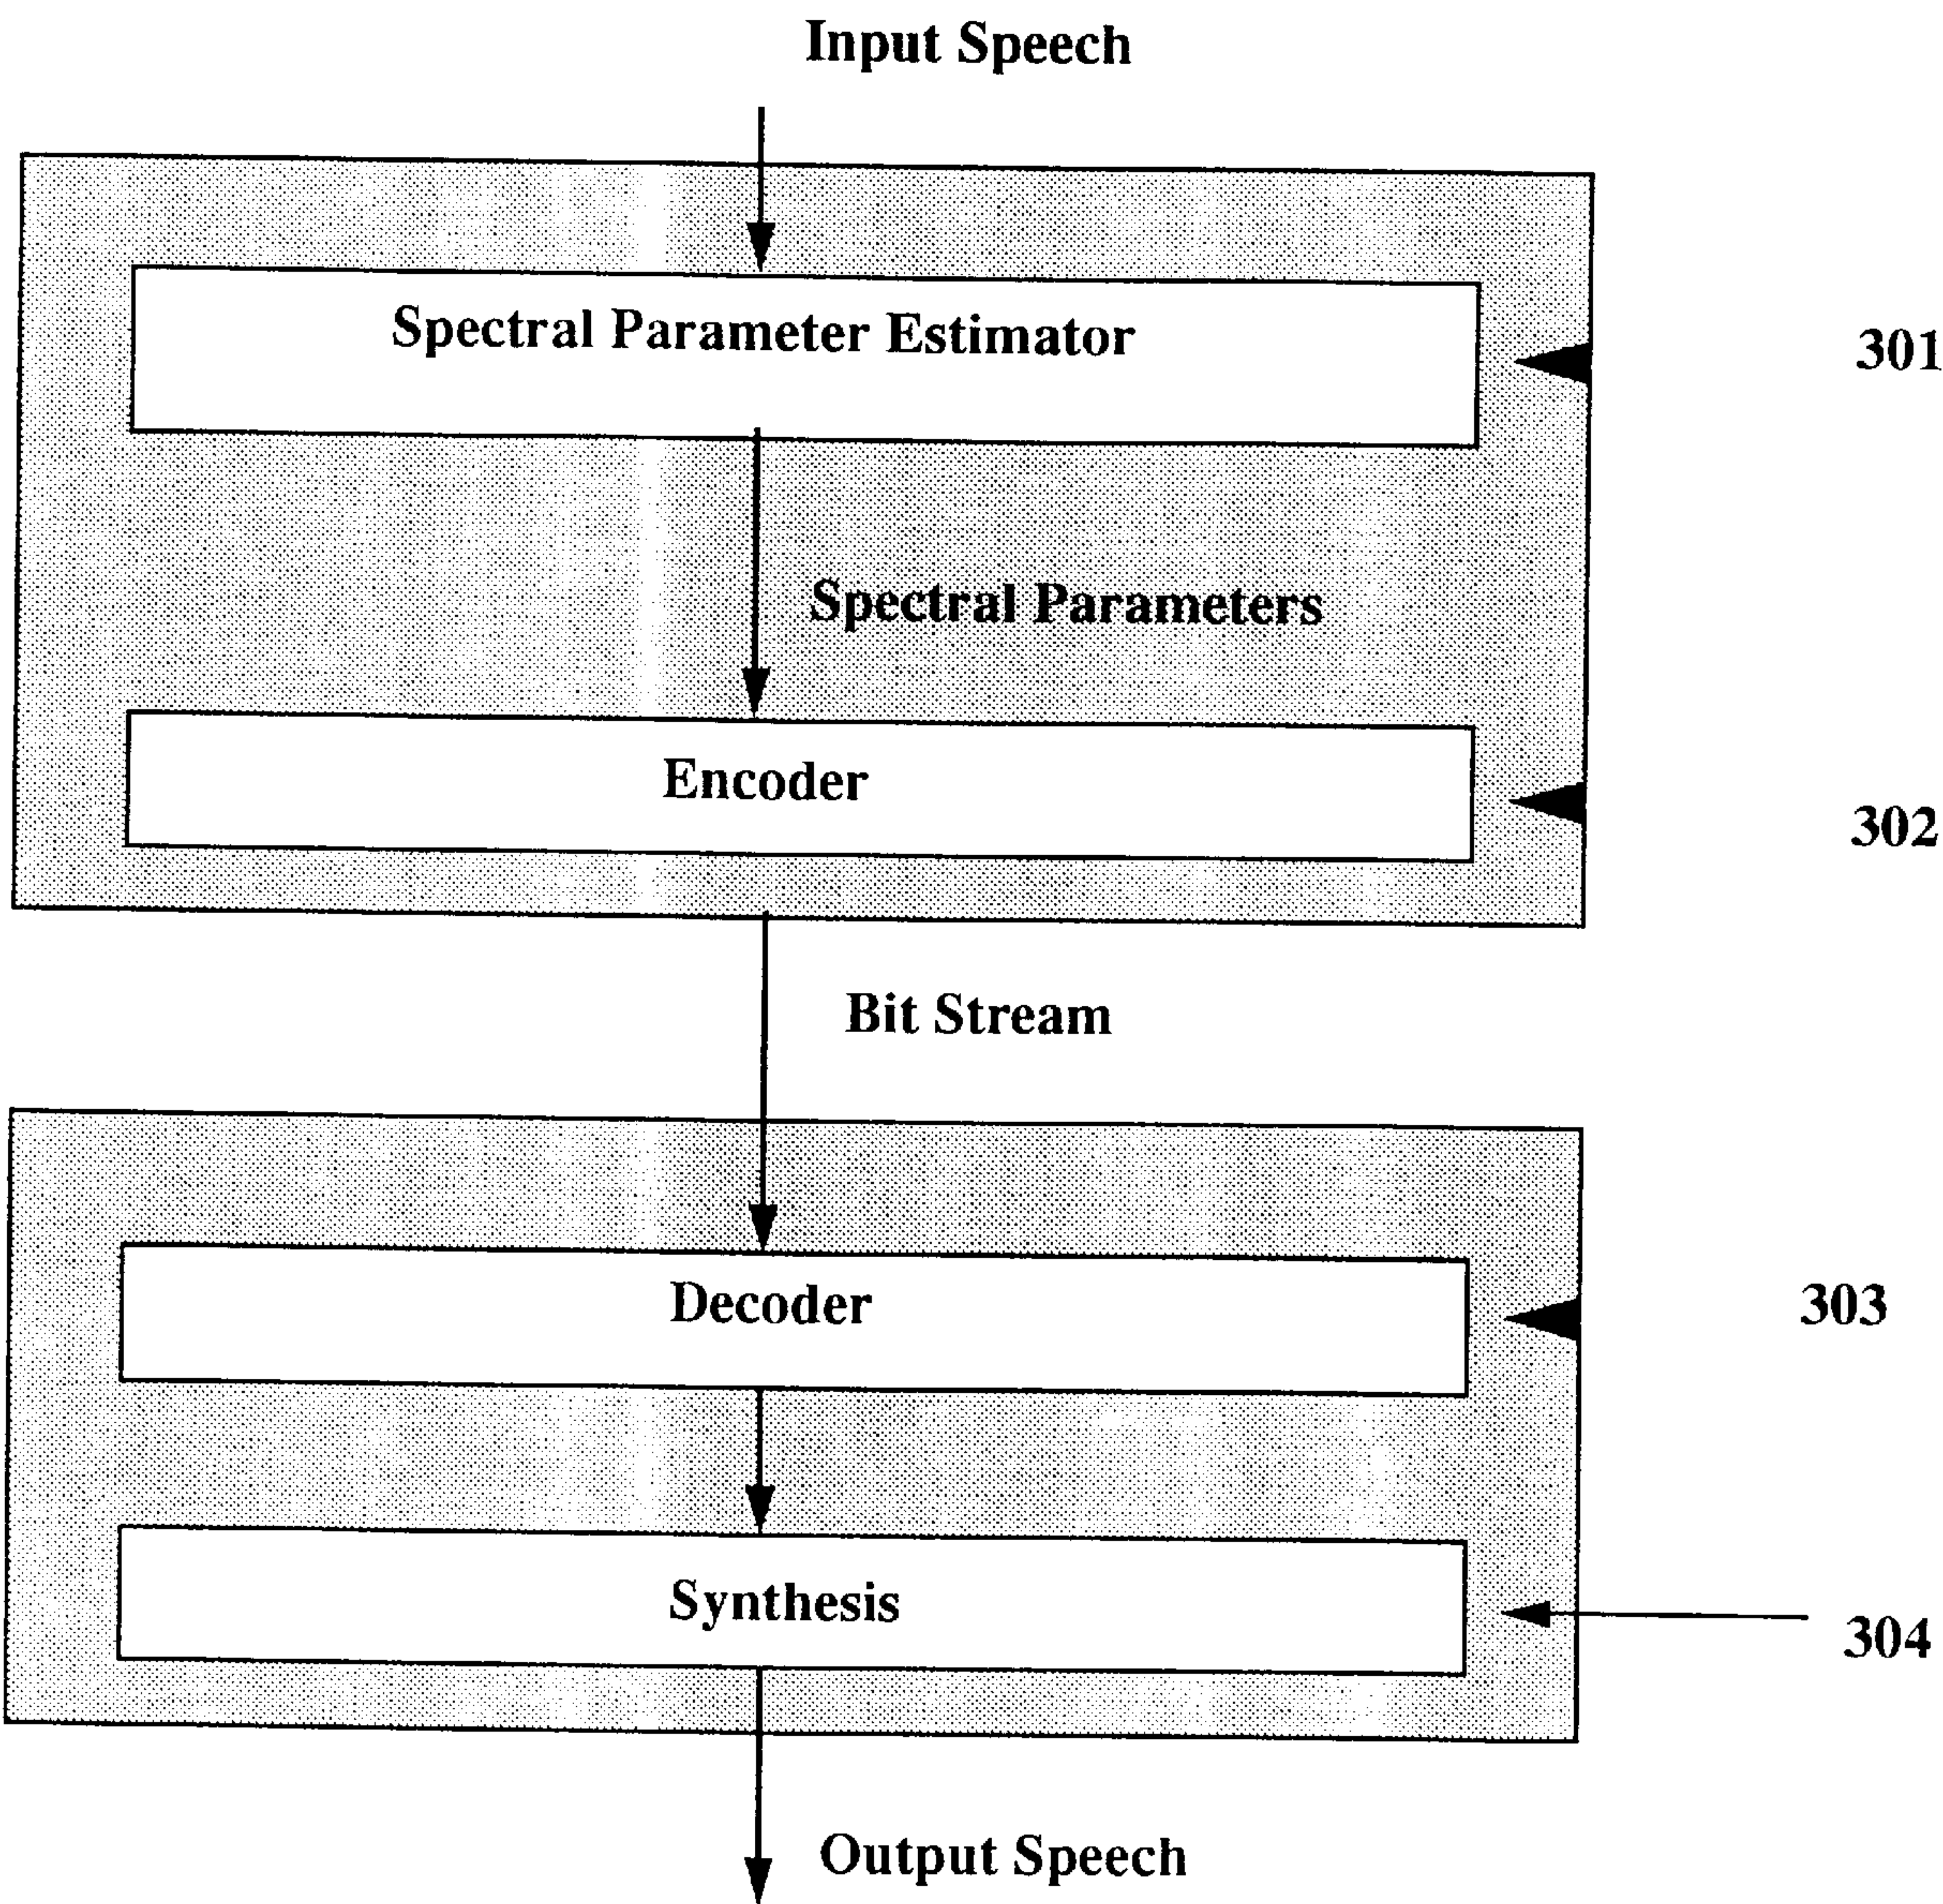 Input Speech
Spectral Parameter Estimator
301
Spectral Parameters
Encoder
302
Bit Stream
Decoder
303
Synthesis
304
Output Speech